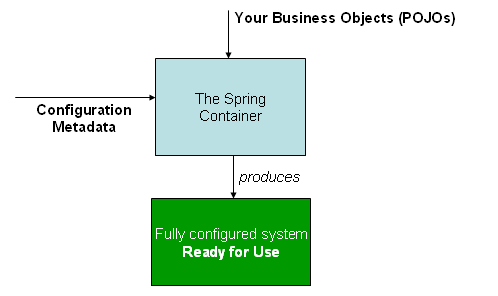 Your Business Objects (POJOs)
The Spring
Container
Configuration
Metadata
produces
Fully configured system
Ready for Use